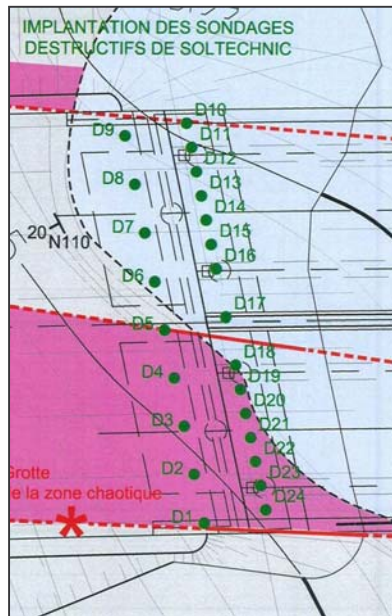 IMPLANTATION DES SONDAGES
DESTRUCTIFS DE SOLTECHNIC
D10
D9
D11
D12
D8
D13
D14
D7
D15
20
N110
D16
D6
D17
D5
D18
D4
D19
D20
D3
D21
D22
Grotte
D2
D23
de la zone chaotique
D24
D1